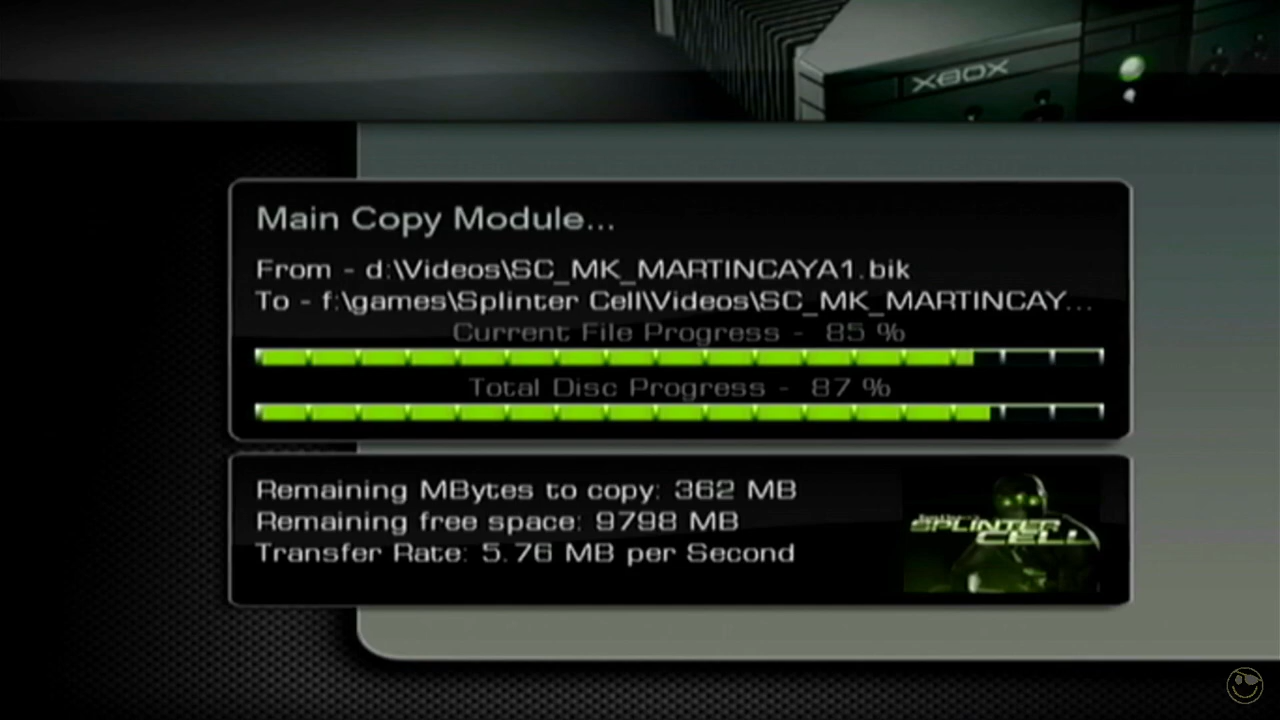 XBOX
Main Copy Module...
From - d:\Videos\SC_MK_MARTINCAYA1.bik
To - f:\games\Splinter Cell\Videos\SC_MK_MARTINCAY...
Current File Progress - 85 %
Total Disc Progress - 87 %
Remaining MBytes to copy: 362 MB
Remaining free space: 9798 MB
Transfer Rate: 5.76 MB per Second
SPLINTER
CELL